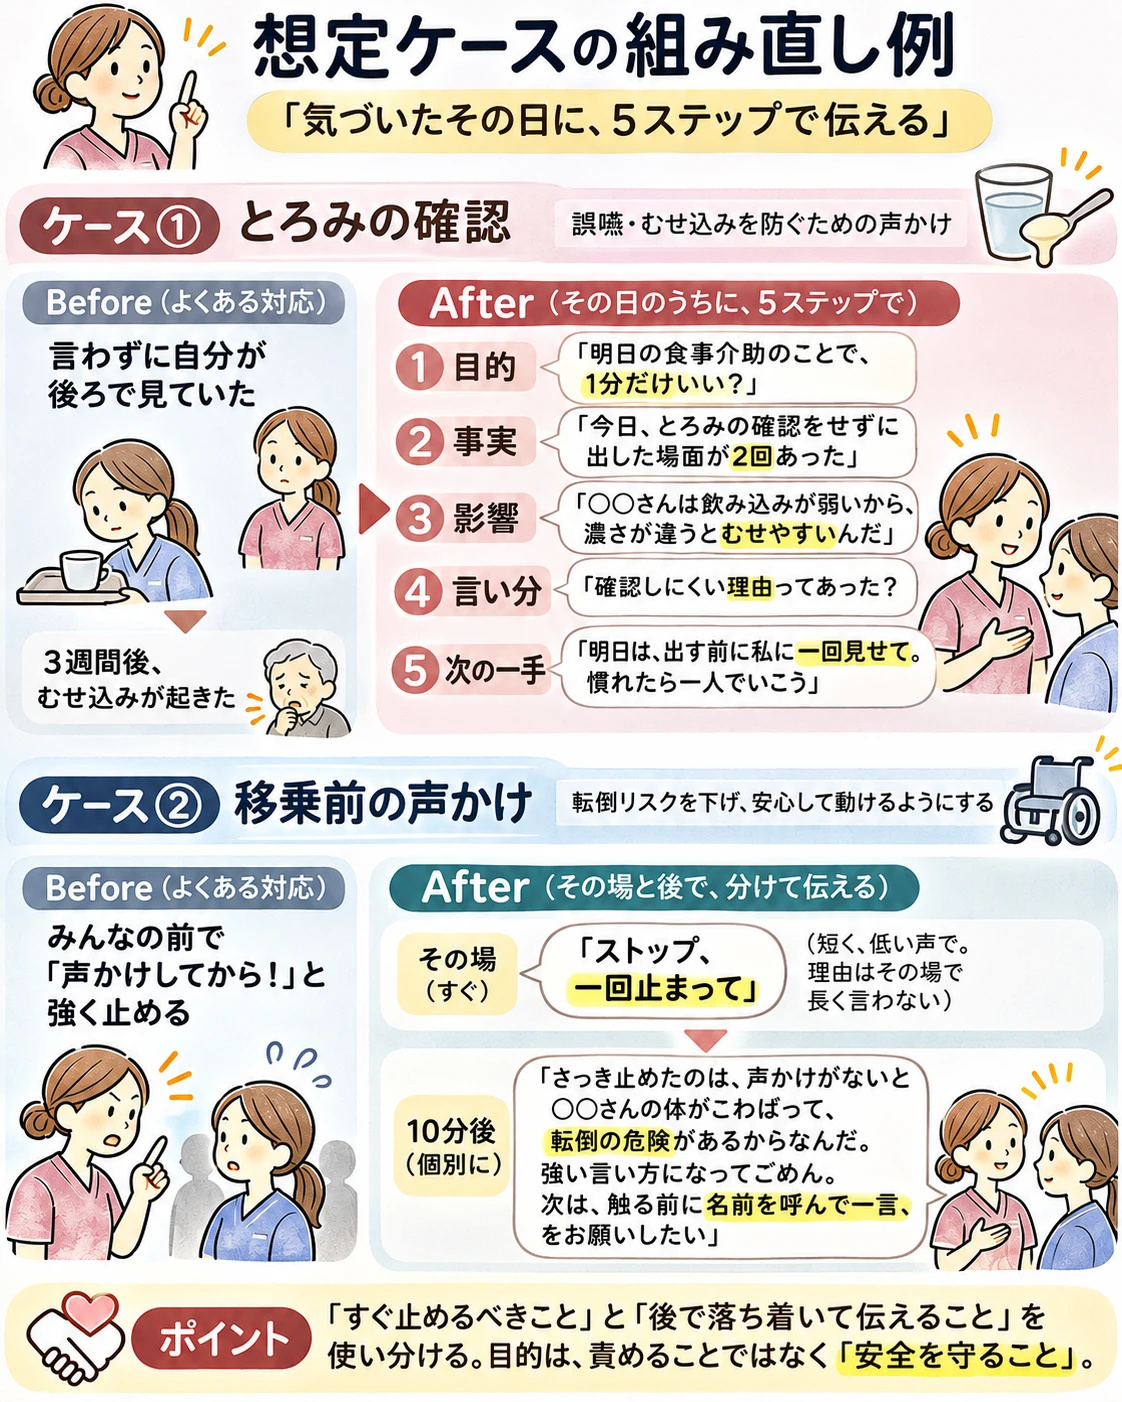 想定ケースの組み直し例
「気づいたその日に、5ステップで伝える」
ケース① とろみの確認
誤嚥・むせ込みを防ぐための声かけ
Before（よくある対応）
言わずに自分が
後ろで見ていた
3週間後、
むせ込みが起きた
After（その日のうちに、5ステップで）
1 目的
「明日の食事介助のことで、
1分だけいい？」
2 事実
「今日、とろみの確認をせずに
出した場面が2回あった」
3 影響
「〇〇さんは飲み込みが弱いから、
濃さが違うとむせやすいんだ」
4 言い分
「確認しにくい理由ってあった？
5 次の一手
「明日は、出す前に私に一回見せて。
慣れたら一人でいこう」
ケース② 移乗前の声かけ
転倒リスクを下げ、安心して動けるようにする
Before（よくある対応）
みんなの前で
「声かけしてから！」と
強く止める
After（その場と後で、分けて伝える）
その場
（すぐ）
「ストップ、
一回止まって」
（短く、低い声で。
理由はその場で
長く言わない）
10分後
（個別に）
「さっき止めたのは、声かけがないと
〇〇さんの体がこわばって、
転倒の危険があるからなんだ。
強い言い方になってごめん。
次は、触る前に名前を呼んで一言、
をお願いしたい」
ポイント
「すぐ止めるべきこと」と「後で落ち着いて伝えること」を
使い分ける。目的は、責めることではなく「安全を守ること」。